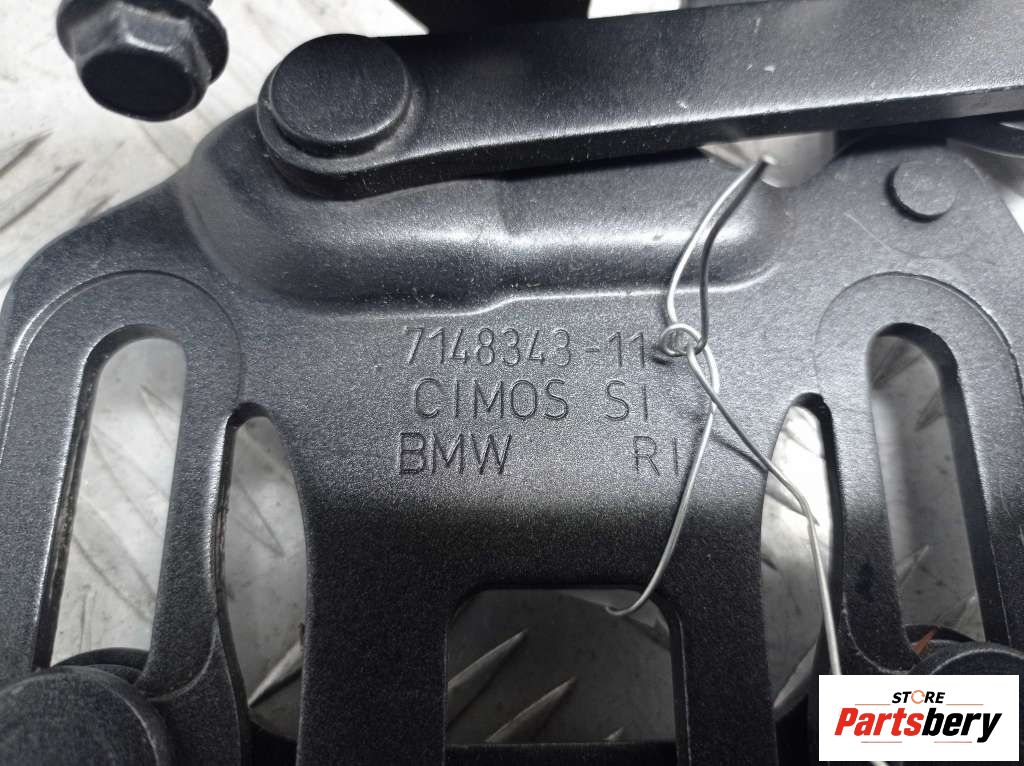 7148343-11
CIMOS SI
BMW RI
STORE
Partsbery